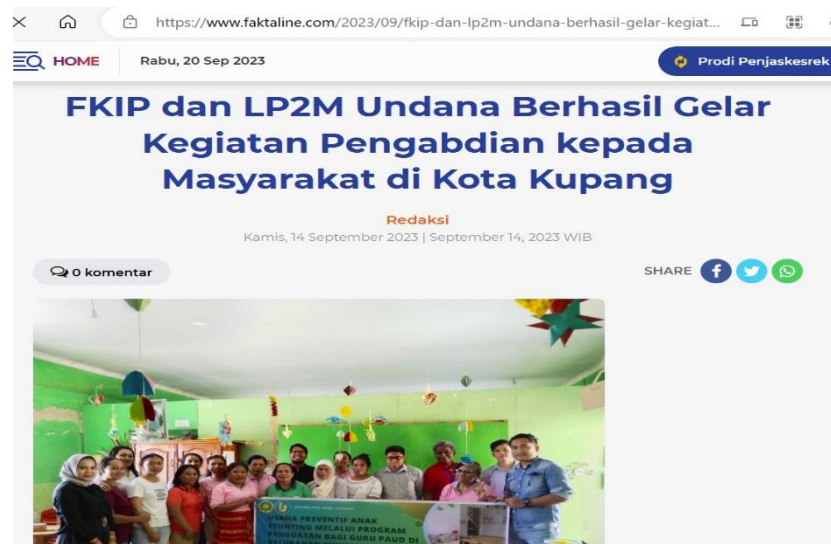 https://www.faktaline.com/2023/09/fkip-dan-lp2m-undana-berhasil-gelar-kegiat...
HOME
Rabu, 20 Sep 2023
Prodi Penjaskesrek
FKIP dan LP2M Undana Berhasil Gelar
Kegiatan Pengabdian kepada
Masyarakat di Kota Kupang
Redaksi
Kamis, 14 September 2023 | September 14, 2023 WIB
0 komentar
SHARE
USAHA PREVENTIF ANAK
STUNTING MELALUI PROGRAM
PENGUATAN BAGI GURU PAUD DI